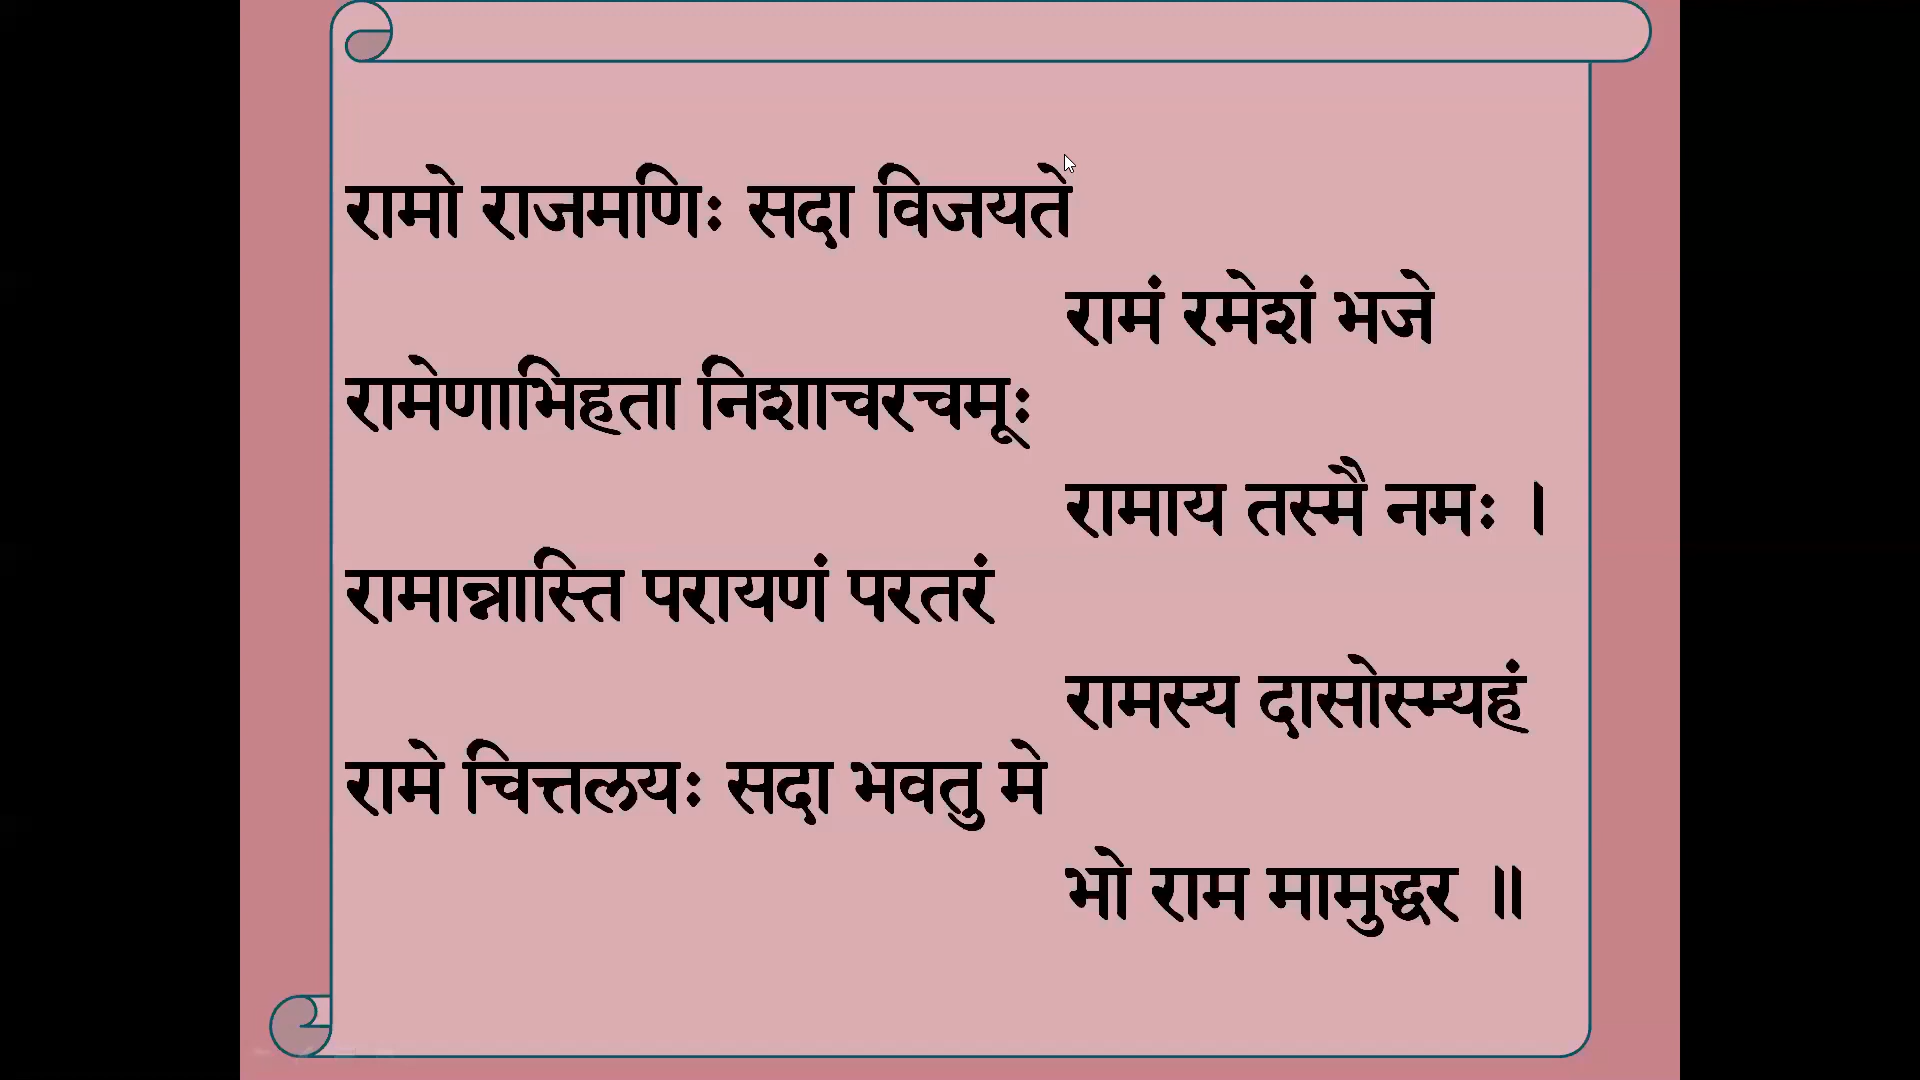 रामो राजमणिः सदा विजयते
रामं रमेशं भजे
रामेणाभिहता निशाचरचमूः
रामाय तस्मै नमः ।
रामान्नास्ति परायणं परतरं
रामस्य दासोस्म्यहं
रामे चित्तलयः सदा भवतु मे
भो राम मामुद्धर ॥